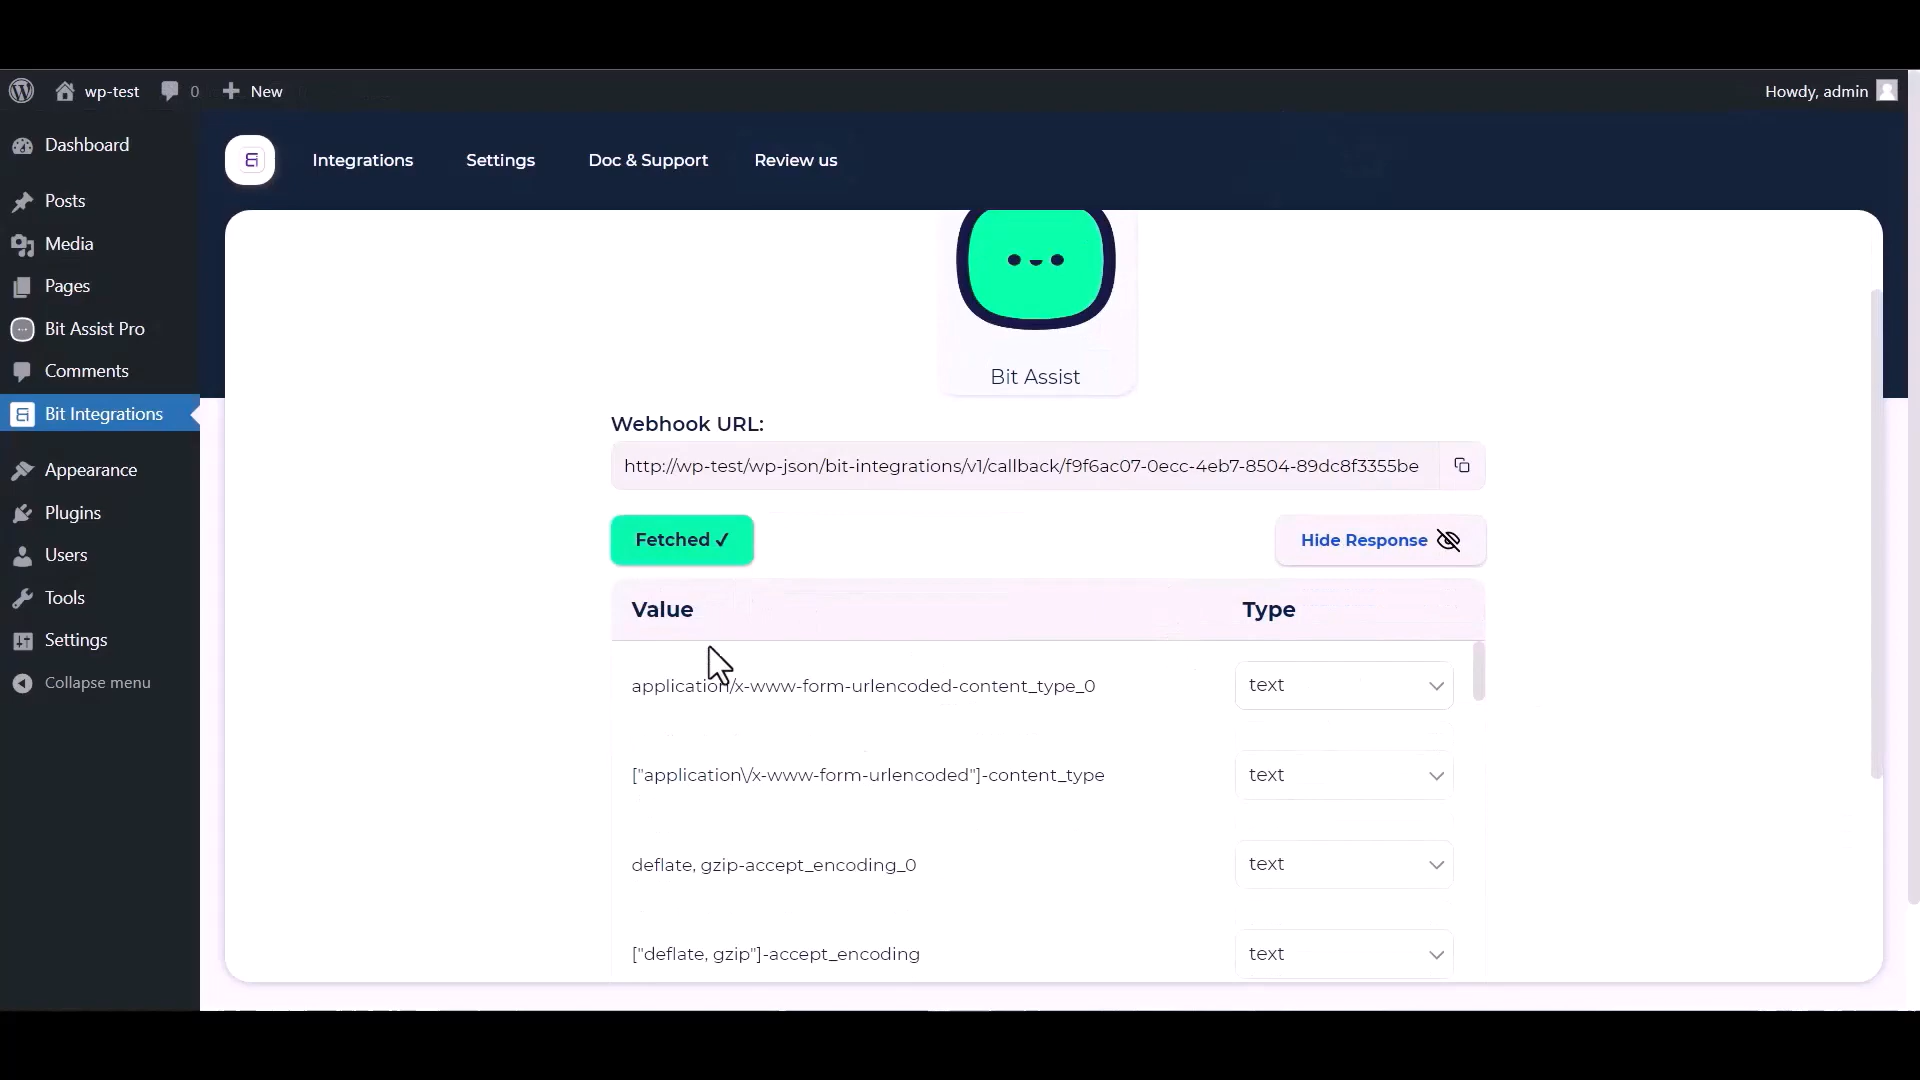 wp-test
0
New
Howdy, admin
Dashboard
Posts
Media
Pages
Bit Assist Pro
Comments
Bit Integrations
Appearance
Plugins
Users
Tools
Settings
Collapse menu
Integrations
Settings
Doc & Support
Review us
Bit Assist
Webhook URL:
http://wp-test/wp-json/bit-integrations/v1/callback/f9f6ac07-0ecc-4eb7-8504-89dc8f3355be
Fetched ✓
Hide Response
Value Type
application/x-www-form-urlencoded-content_type_0 text
["application\/x-www-form-urlencoded"]-content_type text
deflate, gzip-accept_encoding_0 text
["deflate, gzip"]-accept_encoding text